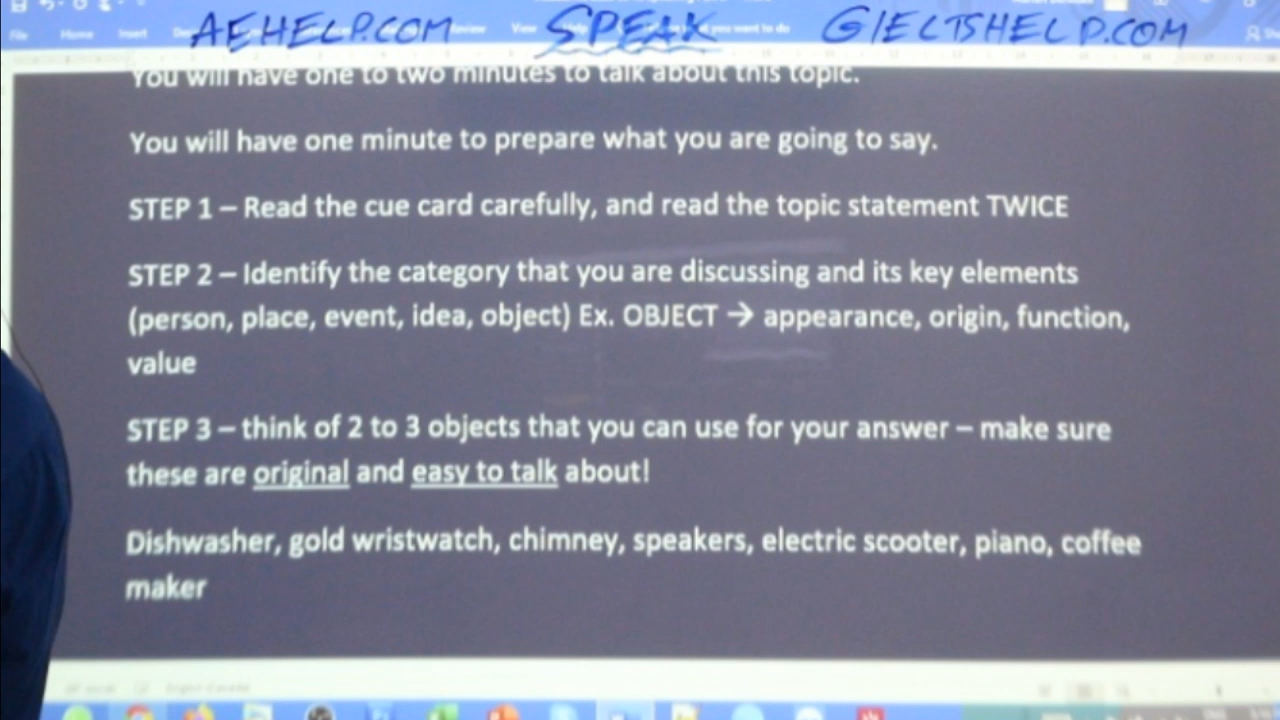 AEHELP.COM SPEAK GIELTSHELP.COM
File Home Insert View
You will have one to two minutes to talk about this topic.
You will have one minute to prepare what you are going to say.
STEP 1 – Read the cue card carefully, and read the topic statement TWICE
STEP 2 – Identify the category that you are discussing and its key elements
(person, place, event, idea, object) Ex. OBJECT → appearance, origin, function,
value
STEP 3 – think of 2 to 3 objects that you can use for your answer – make sure
these are original and easy to talk about!
Dishwasher, gold wristwatch, chimney, speakers, electric scooter, piano, coffee
maker